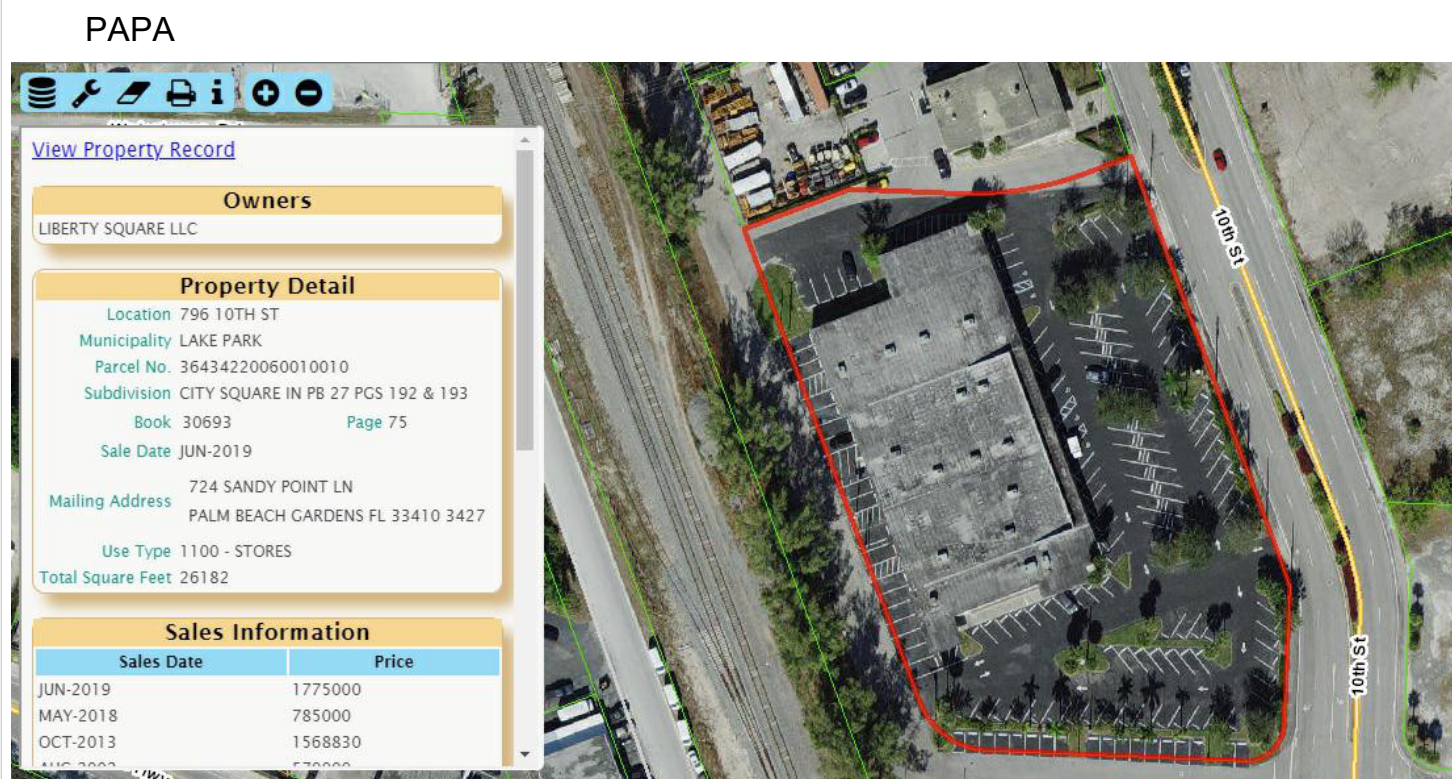 PAPA
View Property Record
Owners
LIBERTY SQUARE LLC
Property Detail
Location 796 10TH ST
Municipality LAKE PARK
Parcel No. 36434220060010010
Subdivision CITY SQUARE IN PB 27 PGS 192 & 193
Book 30693 Page 75
Sale Date JUN-2019
Mailing Address 724 SANDY POINT LN
PALM BEACH GARDENS FL 33410 3427
Use Type 1100 - STORES
Total Square Feet 26182
Sales Information
Sales Date Price
JUN-2019 1775000
MAY-2018 785000
OCT-2013 1568830
10th St
10th St